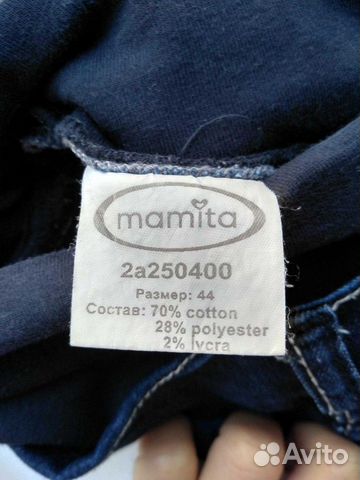 mamita
2a250400
Размер: 44
Состав: 70% cotton
28% polyester
2% lycra
Avito